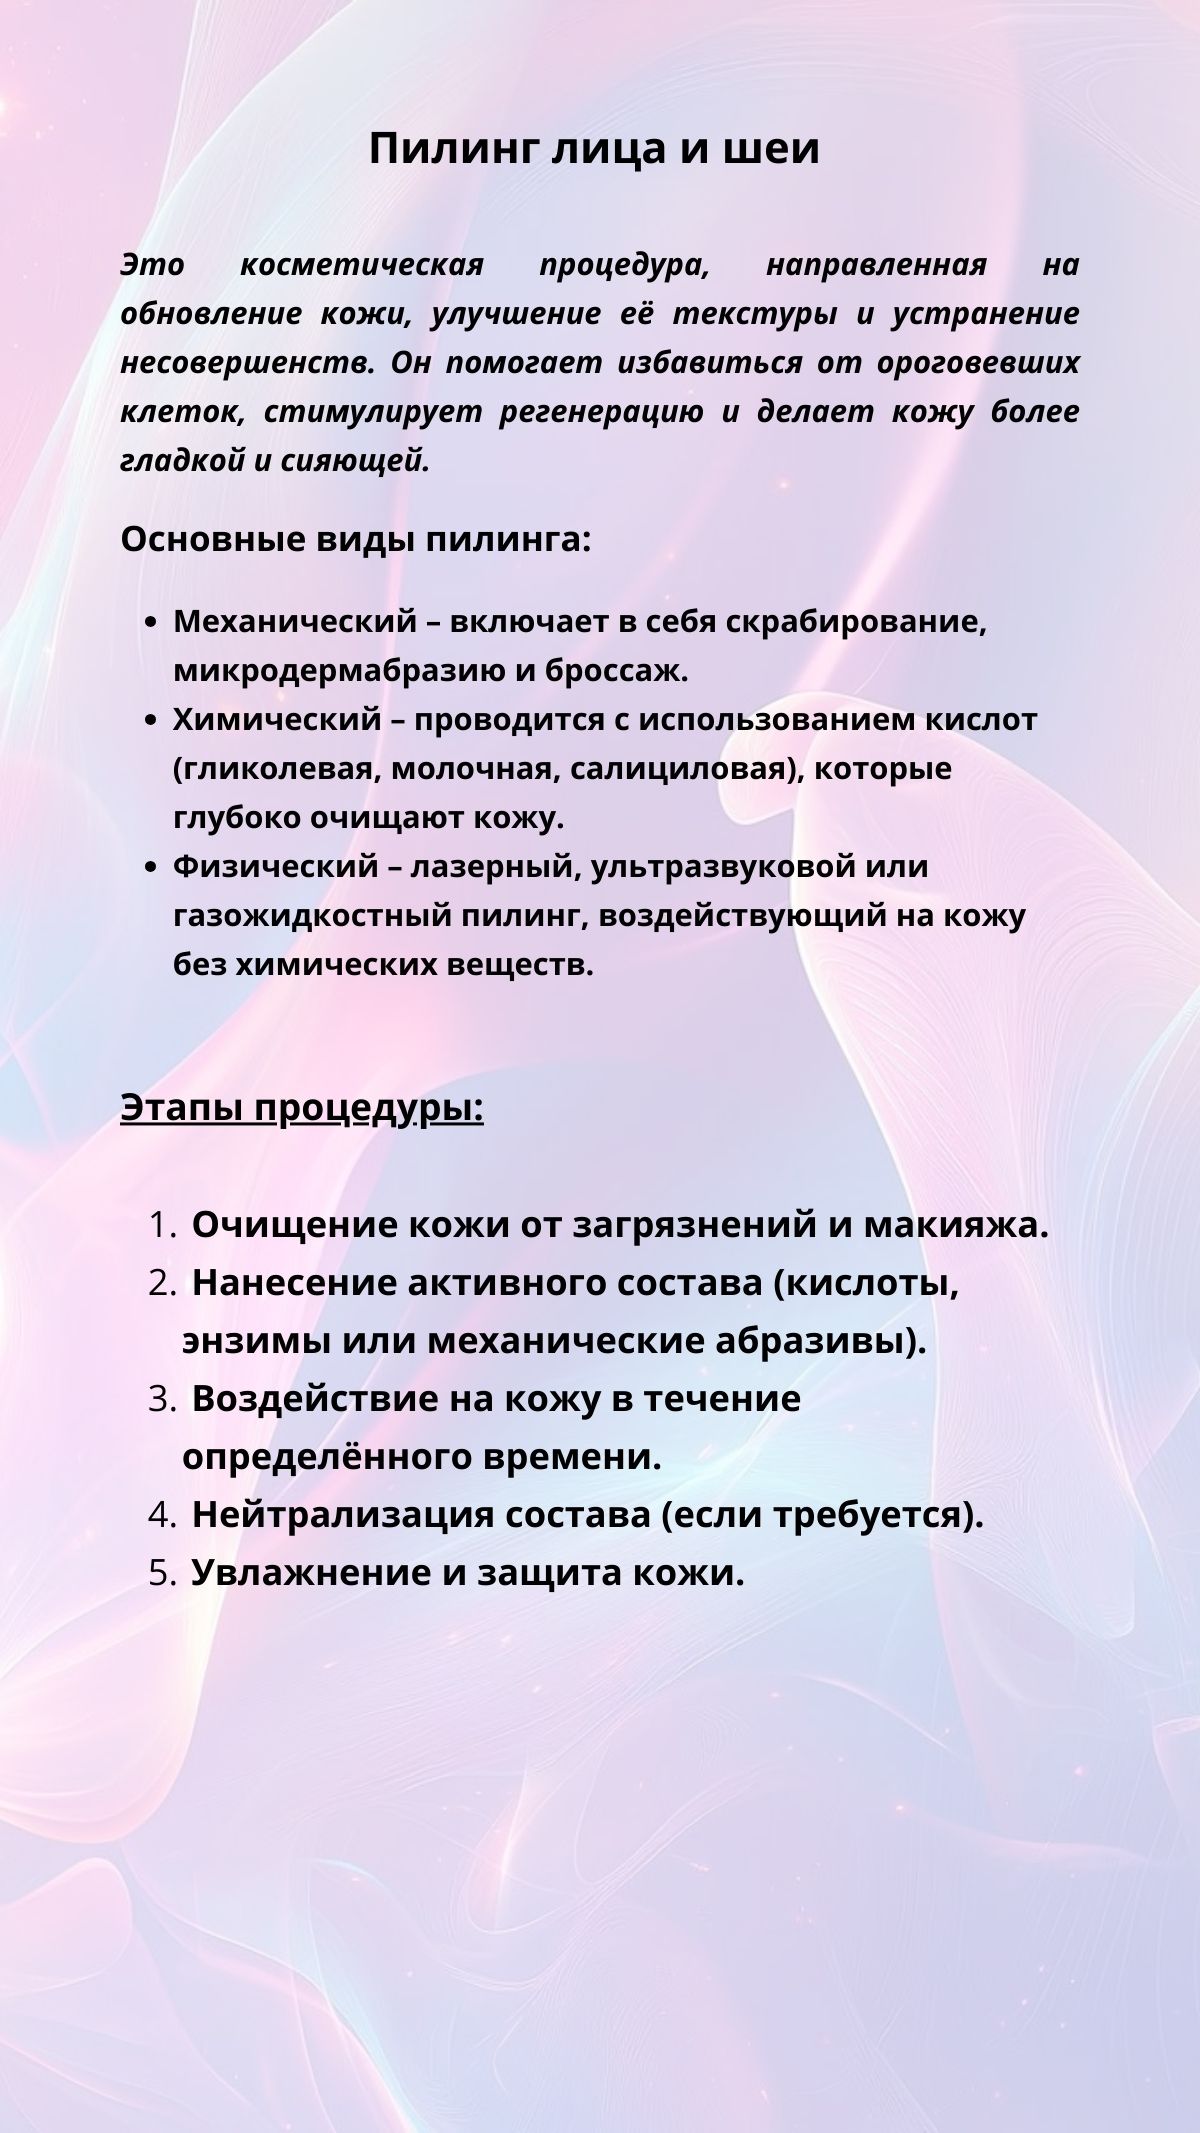 Пилинг лица и шеи
Это косметическая процедура, направленная на
обновление кожи, улучшение её текстуры и устранение
несовершенств. Он помогает избавиться от ороговевших
клеток, стимулирует регенерацию и делает кожу более
гладкой и сияющей.
Основные виды пилинга:
• Механический – включает в себя скрабирование,
микродермабразию и броссаж.
• Химический – проводится с использованием кислот
(гликолевая, молочная, салициловая), которые
глубоко очищают кожу.
• Физический – лазерный, ультразвуковой или
газожидкостный пилинг, воздействующий на кожу
без химических веществ.
Этапы процедуры:
1. Очищение кожи от загрязнений и макияжа.
2. Нанесение активного состава (кислоты,
энзимы или механические абразивы).
3. Воздействие на кожу в течение
определённого времени.
4. Нейтрализация состава (если требуется).
5. Увлажнение и защита кожи.